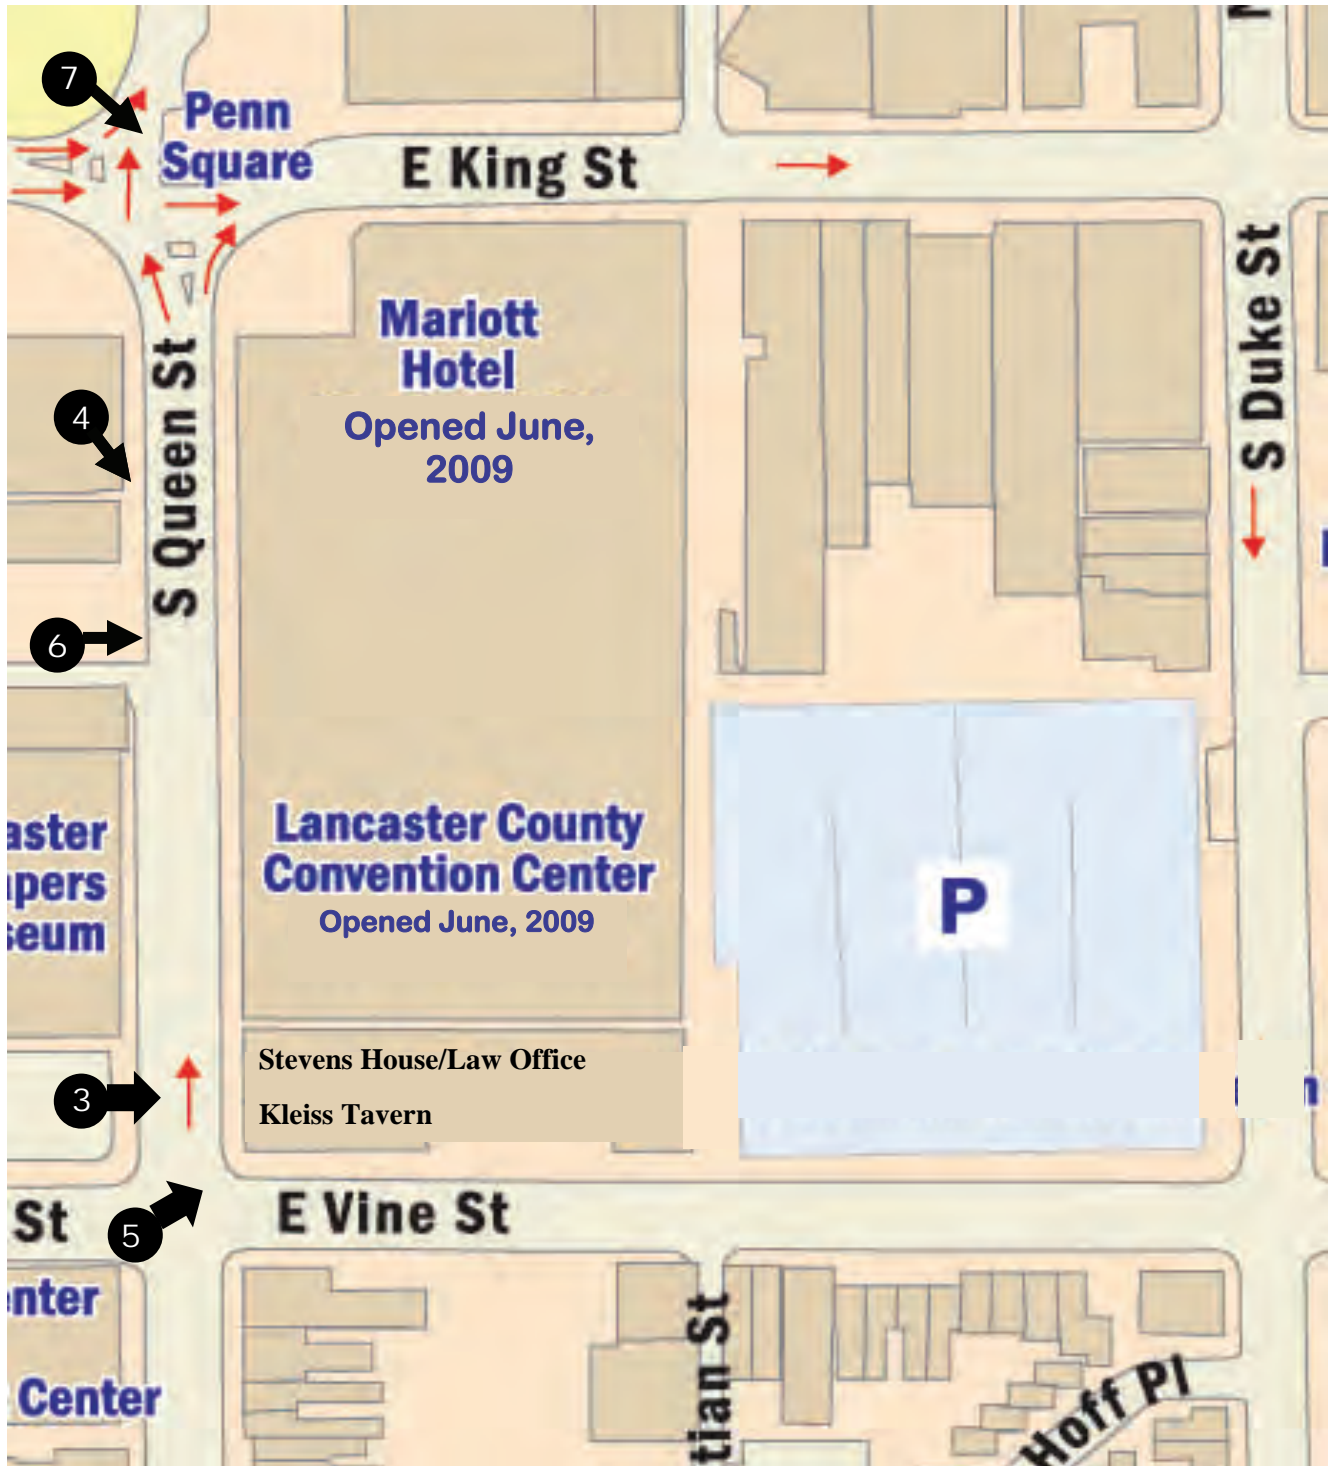 7
Penn
Square
E King St
S Duke St
Mariott
Hotel
Opened June,
2009
4
S Queen St
6
Lancaster County
Convention Center
Opened June, 2009
aster
apers
seum
P
Stevens House/Law Office
Kleiss Tavern
3
5
St
E Vine St
enter
Center
tian St
Hoff Pl